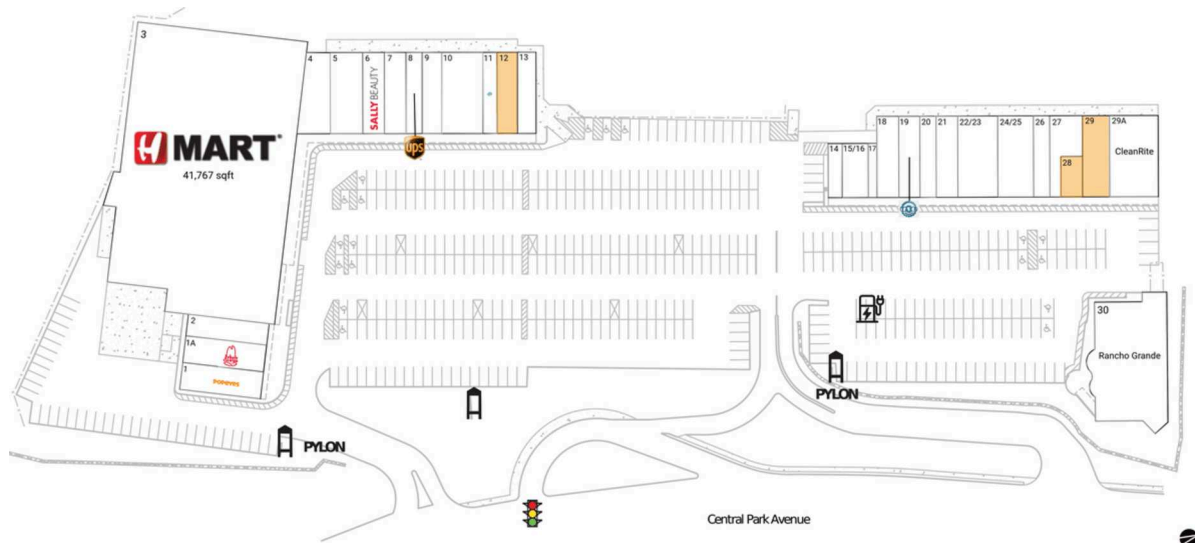 3
H MART
41,767 sqft
4
5
6
7
8
9
10
11
12
13
SALLY BEAUTY
ups
14
15/16
17
18
19
20
21
22/23
24/25
26
27
28
29
29A
CleanRite
2
1A
1
POPEYES
30
Rancho Grande
PYLON
PYLON
Central Park Avenue